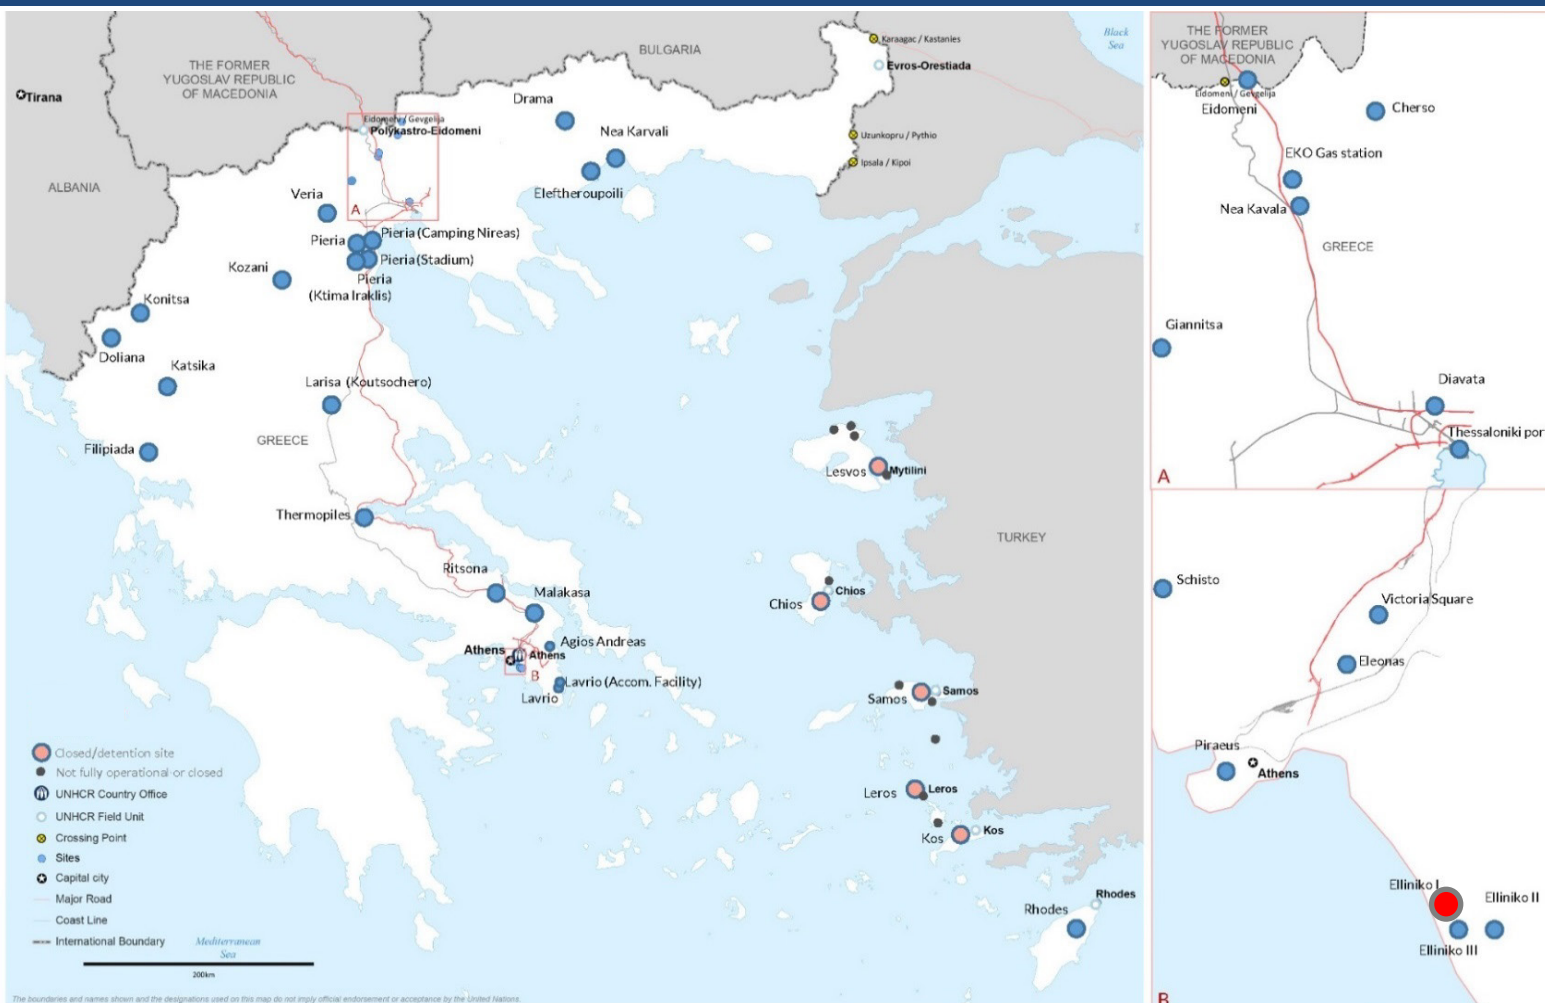 THE FORMER
YUGOSLAV REPUBLIC
OF MACEDONIA
BULGARIA
Black
Sea
Tirana
ALBANIA
Karaagac / Kastanies
Evros-Orestiada
Drama
Nea Karvali
Eleftheroupoili
Uzunkopru / Pythio
Ipsala / Kipoi
Eidomeni / Gevgelija
Polykastro-Eidomeni
A
Veria
Pieria
Pieria (Camping Nireas)
Pieria (Stadium)
Pieria
(Ktima Iraklis)
Kozani
Konitsa
Doliana
Katsika
Larisa (Koutsochero)
GREECE
Filipiada
Thermopiles
Ritsona
Malakasa
Agios Andreas
Athens
Athens
B
Lavrio (Accom. Facility)
Lavrio
Lesvos
Mytilini
TURKEY
Chios
Chios
Samos
Samos
Leros
Leros
Kos
Kos
Rhodes
Rhodes
Closed/detention site
Not fully operational or closed
UNHCR Country Office
UNHCR Field Unit
Crossing Point
Sites
Capital city
Major Road
Coast Line
International Boundary
Mediterranean
Sea
200km
The boundaries and names shown and the designations used on this map do not imply official endorsement or acceptance by the United Nations.
THE FORMER
YUGOSLAV REPUBLIC
OF MACEDONIA
Eidomeni / Gevgelija
Eidomeni
Cherso
EKO Gas station
Nea Kavala
GREECE
Giannitsa
Diavata
Thessaloniki por
A
Schisto
Victoria Square
Eleonas
Piraeus
Athens
Elliniko I
Elliniko II
Elliniko III
B